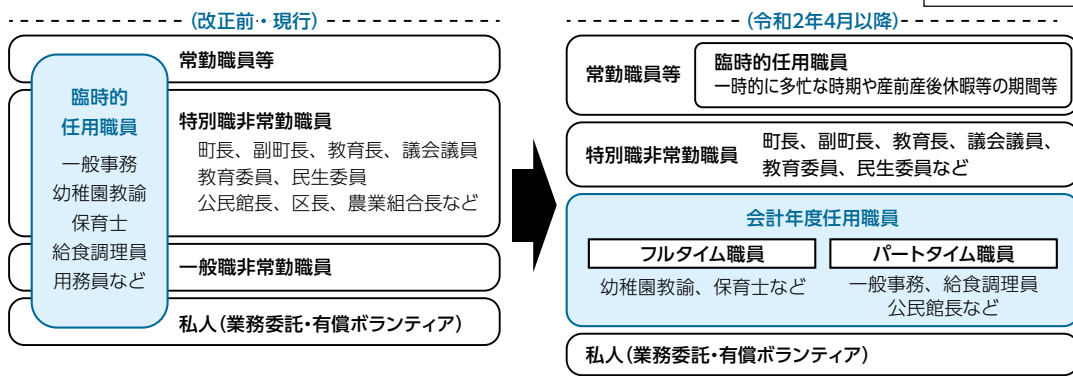 (改正前・・現行)
常勤職員等
臨時的
任用職員
一般事務
幼稚園教諭
保育士
給食調理員
用務員など
特別職非常勤職員
町長、副町長、教育長、議会議員
教育委員、民生委員
公民館長、区長、農業組合長など
一般職非常勤職員
私人(業務委託・有償ボランティア)
(令和2年4月以降)
常勤職員等
臨時的任用職員
一時的に多忙な時期や産前産後休暇等の期間等
特別職非常勤職員
町長、副町長、教育長、議会議員、
教育委員、民生委員など
会計年度任用職員
フルタイム職員
幼稚園教諭、保育士など
パートタイム職員
一般事務、給食調理員
公民館長など
私人(業務委託・有償ボランティア)